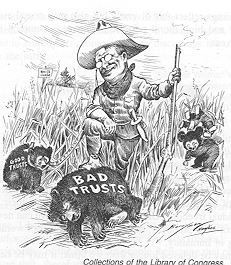 GOOD
TRUSTS
BAD
TRUSTS
Collections of the Library of Congress